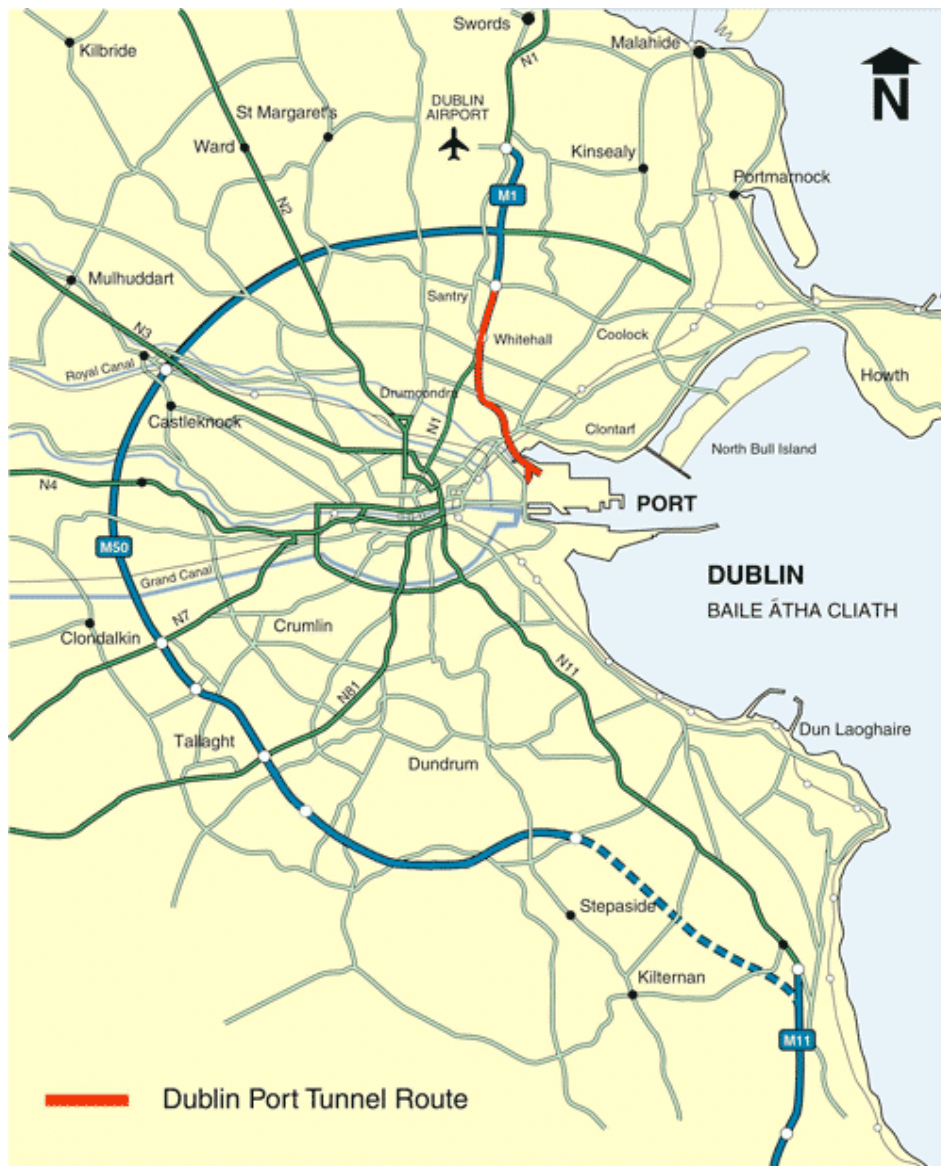 Swords
Malahide
Kilbride
N1
DUBLIN
AIRPORT
St Margaret's
N
Ward
Kinsealy
Portmarnock
M1
N2
Mulhuddart
Santry
N3
Whitehall
Coolock
Royal Canal
Howth
Drumcondra
Castleknock
N1
Clontarf
North Bull Island
N4
PORT
M50
Grand Canal
DUBLIN
BAILE ÁTHA CLIATH
N7
Crumlin
Clondalkin
N11
N81
Tallaght
Dun Laoghaire
Dundrum
Stepaside
Kilternan
M11
Dublin Port Tunnel Route